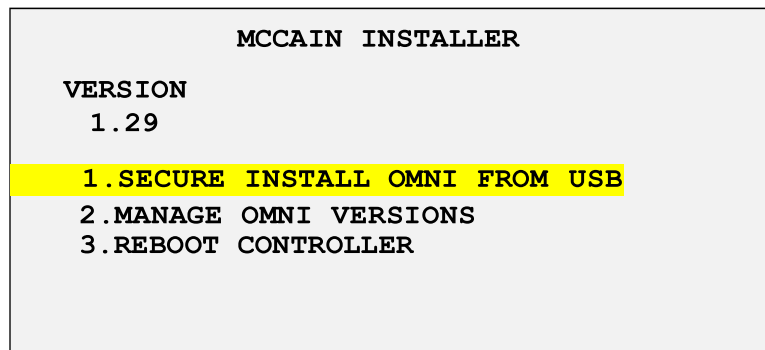 MCCAIN INSTALLER
VERSION
1.29
1.SECURE INSTALL OMNI FROM USB
2.MANAGE OMNI VERSIONS
3.REBOOT CONTROLLER